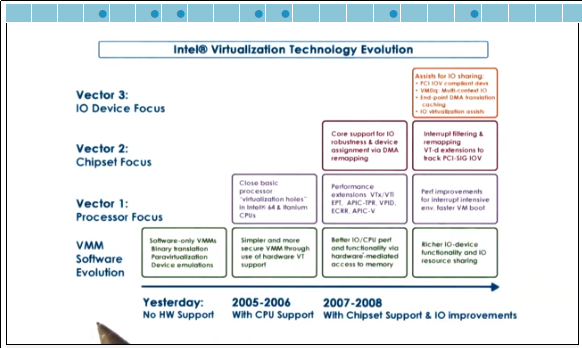 Intel® Virtualization Technology Evolution
Vector 3:
IO Device Focus
Assists for IO sharing:
• PCI IOV compliant devs
• VMDq: Multi-context IO
• End-point DMA translation
caching
• IO virtualization assists
Vector 2:
Chipset Focus
Core support for IO
robustness & device
assignment via DMA
remapping
Interrupt filtering &
remapping
VT-d extensions to
track PCI-SIG IOV
Vector 1:
Processor Focus
Close basic
processor
"virtualization holes"
in Intel® 64 & Itanium
CPUs
Performance
extensions VTx/VTi
EPT, APIC-TPR, VPID,
ECRR, APIC-V
Perf improvements
for interrupt intensive
env, faster VM boot
VMM
Software
Evolution
Software-only VMMs
Binary translation
Paravirtualization
Device emulations
Simpler and more
secure VMM through
use of hardware VT
support
Better IO/CPU perf
and functionality via
hardware-mediated
access to memory
Richer IO-device
functionality and IO
resource sharing
Yesterday:
No HW Support
2005-2006
With CPU Support
2007-2008
With Chipset Support & IO improvements